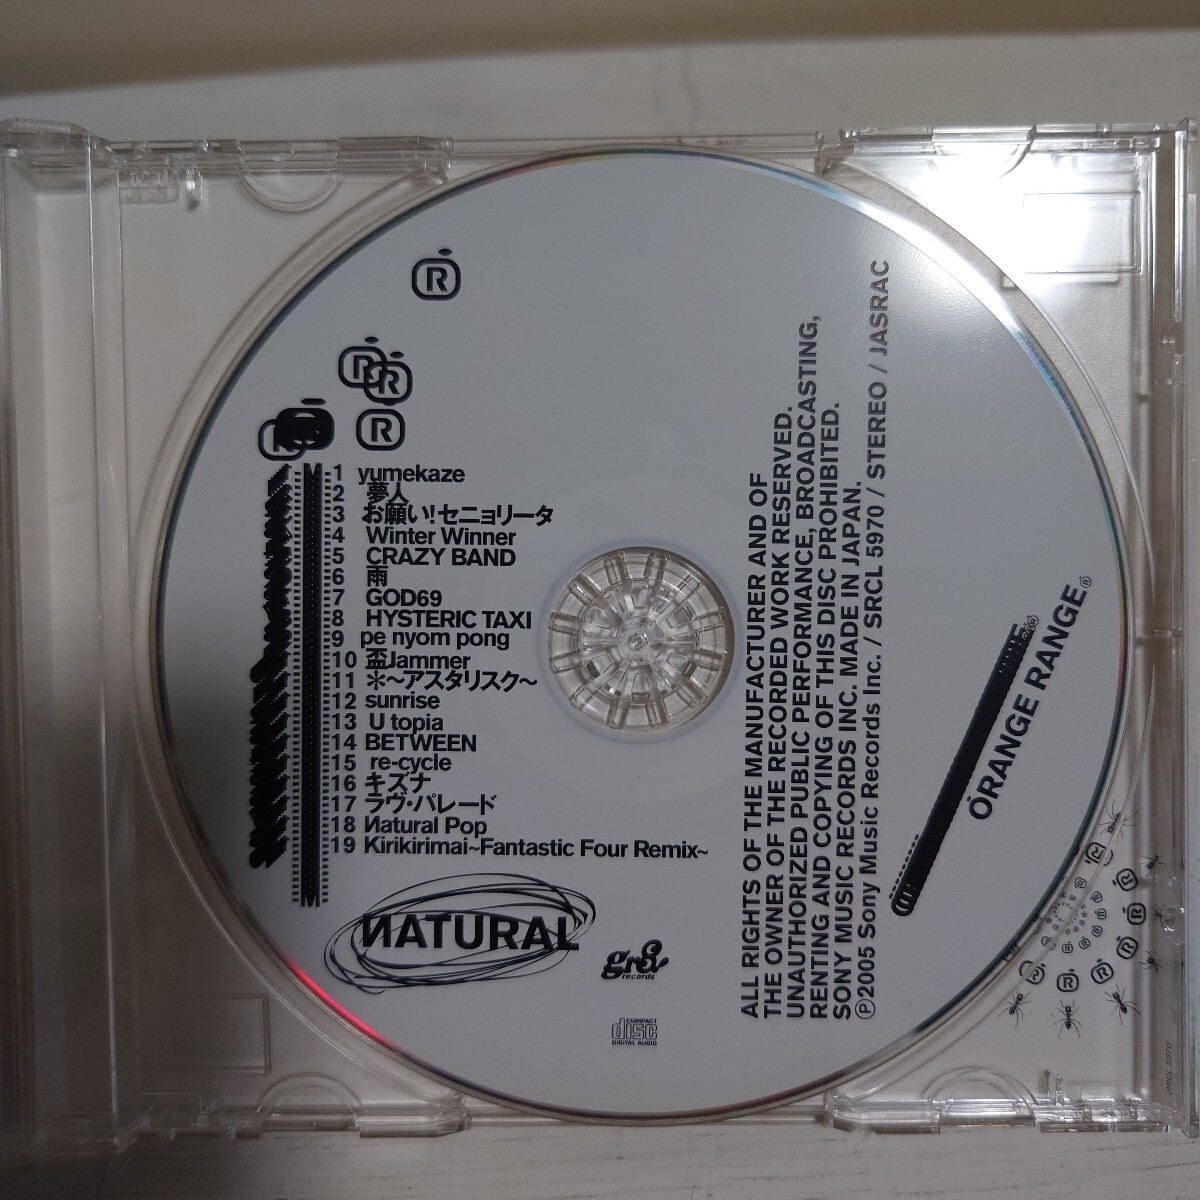 1 yumekaze
2 夢人
3 お願い!セニョリータ
4 Winter Winner
5 CRAZY BAND
6 雨
7 GOD69
8 HYSTERIC TAXI
9 pe nyom pong
10 盃Jammer
11 *~アスタリスク~
12 sunrise
13 U topia
14 BETWEEN
15 re-cycle
16 キズナ
17 ラヴ・パレード
18 ИATURAL Pop
19 Kirikirimai~Fantastic Four Remix~
ИATURAL
gr8! records
COMPACT
disc
DIGITAL AUDIO
ALL RIGHTS OF THE MANUFACTURER AND OF
THE OWNER OF THE RECORDED WORK RESERVED.
UNAUTHORIZED PUBLIC PERFORMANCE, BROADCASTING,
RENTING AND COPYING OF THIS DISC PROHIBITED.
SONY MUSIC RECORDS INC. MADE IN JAPAN.
Ⓟ2005 Sony Music Records Inc. / SRCL 5970 / STEREO / JASRAC
ORANGE RANGE
SRCL 5970